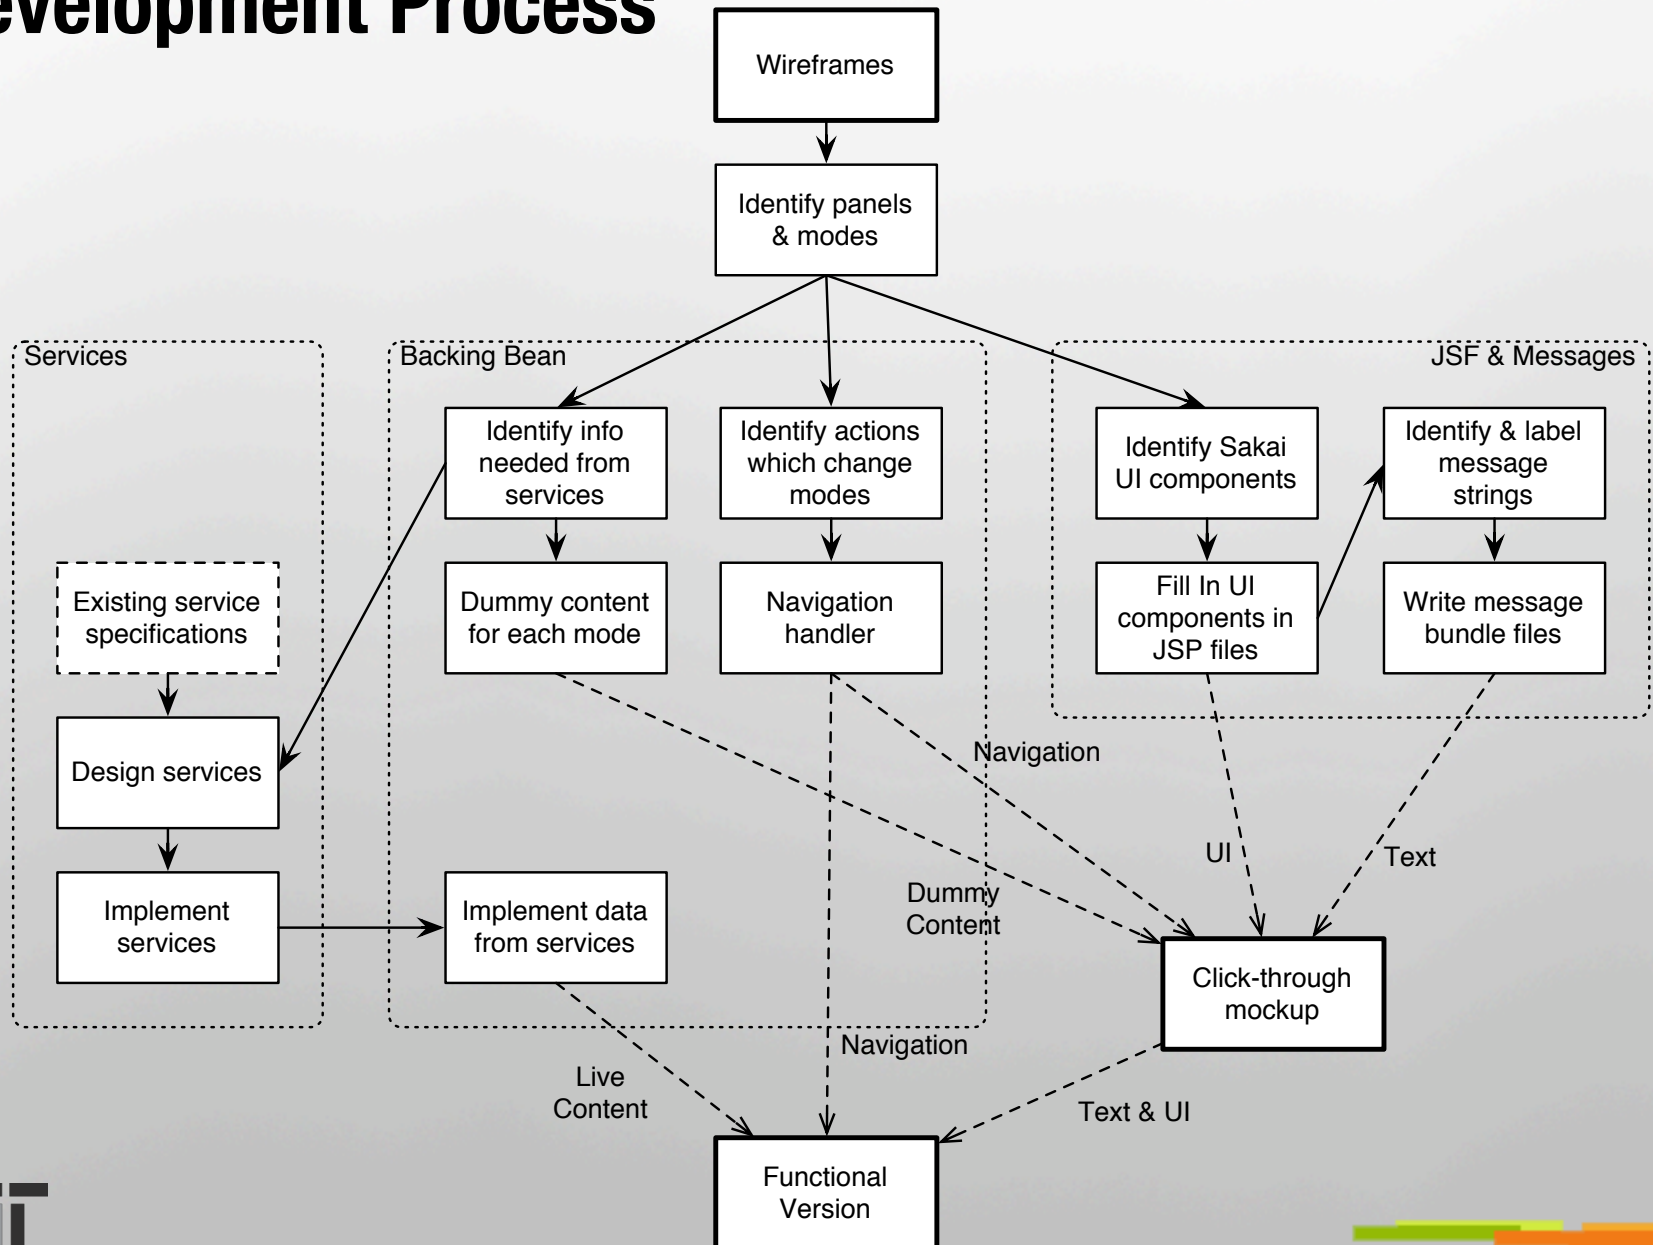 Process
Wireframes
Identify panels
& modes
Services
Backing Bean
JSF & Messages
Identify info
needed from
services
Identify actions
which change
modes
Identify Sakai
UI components
Identify & label
message
strings
Existing service
specifications
Dummy content
for each mode
Navigation
handler
Fill In UI
components in
JSP files
Write message
bundle files
Design services
Navigation
UI
Text
Implement
services
Implement data
from services
Dummy
Content
Click-through
mockup
Navigation
Live
Content
Text & UI
Functional
Version